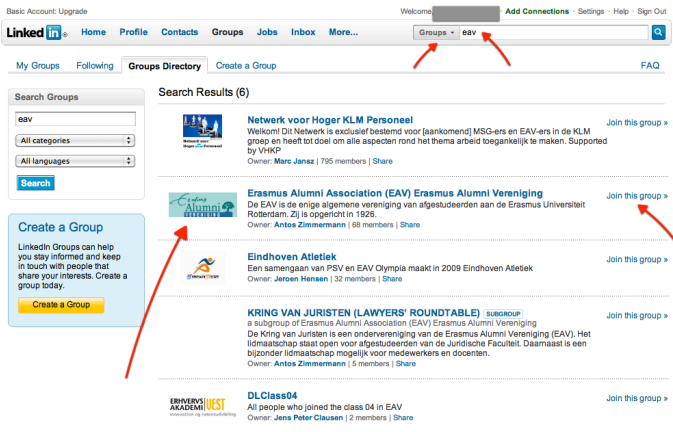 Basic Account: Upgrade
Welcome, · Add Connections · Settings · Help · Sign Out
Linked in ® Home Profile Contacts Groups Jobs Inbox More... Groups eav
My Groups Following Groups Directory Create a Group FAQ
Search Groups
eav
All categories
All languages
Search
Create a Group
LinkedIn Groups can help
you stay informed and keep
in touch with people that
share your interests. Create a
group today.
Create a Group
Search Results (6)
Netwerk voor
Hoger KLM Personeel
Netwerk voor Hoger KLM Personeel
Welkom! Dit Netwerk is exclusief bestemd voor [aankomend] MSG-ers en EAV-ers in de KLM
groep en heeft tot doel om alle aspecten rond het thema arbeid toegankelijk te maken. Supported
by VHKP
Owner: Marc Jansz | 795 members | Share
Join this group »
Erasmus
Alumni
VERENIGING
Erasmus Alumni Association (EAV) Erasmus Alumni Vereniging
De EAV is de enige algemene vereniging van afgestudeerden aan de Erasmus Universiteit
Rotterdam. Zij is opgericht in 1926.
Owner: Antos Zimmermann | 68 members | Share
Join this group »
Eindhoven Atletiek
Een samengaan van PSV en EAV Olympia maakt in 2009 Eindhoven Atletiek
Owner: Jeroen Hensen | 32 members | Share
Join this group »
KRING VAN JURISTEN (LAWYERS' ROUNDTABLE) SUBGROUP
a subgroup of Erasmus Alumni Association (EAV) Erasmus Alumni Vereniging
De Kring van Juristen is een ondervereniging van de Erasmus Alumni Vereniging (EAV). Het
lidmaatschap staat open voor afgestudeerden van de Juridische Faculteit. Daarnaast is een
bijzonder lidmaatschap mogelijk voor medewerkers en docenten.
Owner: Antos Zimmermann | 5 members | Share
Join this group »
ERHVERVS
AKADEMI VEST
innovation og vidensudvikling
DLClass04
All people who joined the class 04 in EAV
Owner: Jens Peter Clausen | 2 members | Share
Join this group »